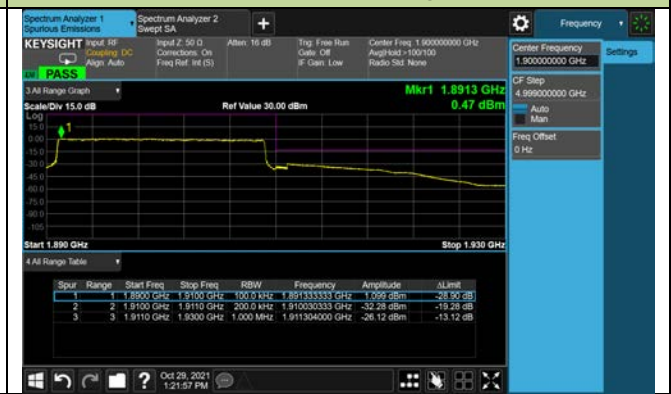 Spectrum Analyzer 1
Spurious Emissions
Spectrum Analyzer 2
Swept SA
+
Frequency
KEYSIGHT
Input: RF
Coupling: DC
Align: Auto
Input Z: 50 Ω
Corrections: On
Freq Ref: Int (S)
Atten: 16 dB
Trig: Free Run
Gate: Off
IF Gain: Low
Center Freq: 1.900000000 GHz
Avg|Hold:>100/100
Radio Std: None
PASS
3 All Range Graph
Mkr1 1.8913 GHz
Scale/Div 15.0 dB
Ref Value 30.00 dBm
0.47 dBm
Log
15.0
0.00
-15.0
-30.0
-45.0
-60.0
-75.0
-90.0
-105
1
Start 1.890 GHz
Stop 1.930 GHz
4 All Range Table
Spur Range Start Freq Stop Freq RBW Frequency Amplitude ΔLimit
1 1 1.8900 GHz 1.9100 GHz 100.0 kHz 1.891333333 GHz 1.099 dBm -28.90 dB
2 2 1.9100 GHz 1.9110 GHz 200.0 kHz 1.910030333 GHz -32.28 dBm -19.28 dB
3 3 1.9110 GHz 1.9300 GHz 1.000 MHz 1.911304000 GHz -26.12 dBm -13.12 dB
Oct 29, 2021
1:21:57 PM
?
Center Frequency
1.900000000 GHz
Settings
CF Step
4.999000000 GHz
Auto
Man
Freq Offset
0 Hz